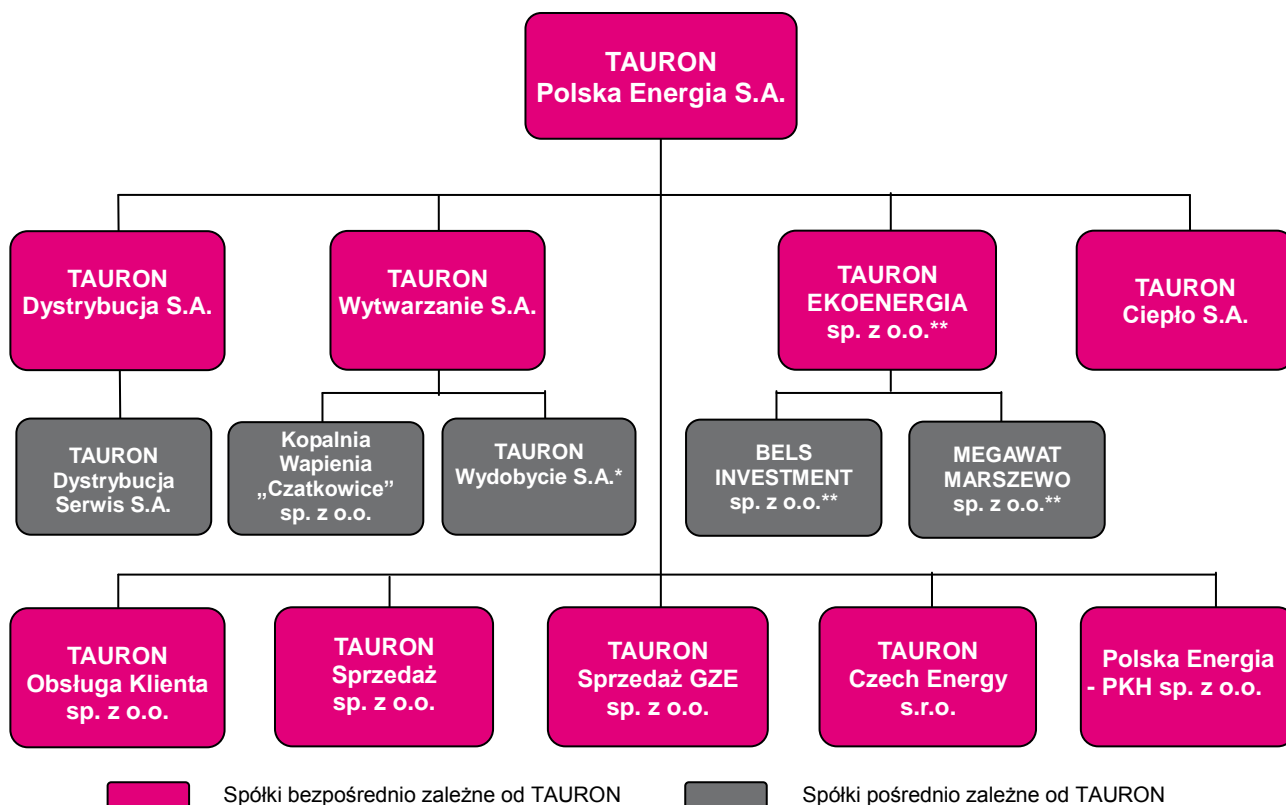 TAURON
Polska Energia S.A.
TAURON
Dystrybucja S.A.
TAURON
Wytwarzanie S.A.
TAURON
EKOENERGIA
sp. z o.o.**
TAURON
Ciepło S.A.
TAURON
Dystrybucja
Serwis S.A.
Kopalnia
Wapienia
„Czatkowice”
sp. z o.o.
TAURON
Wydobycie S.A.*
BELS
INVESTMENT
sp. z o.o.**
MEGAWAT
MARSZEWO
sp. z o.o.**
TAURON
Obsługa Klienta
sp. z o.o.
TAURON
Sprzedaż
sp. z o.o.
TAURON
Sprzedaż GZE
sp. z o.o.
TAURON
Czech Energy
s.r.o.
Polska Energia
- PKH sp. z o.o.
Spółki bezpośrednio zależne od TAURON
Spółki pośrednio zależne od TAURON